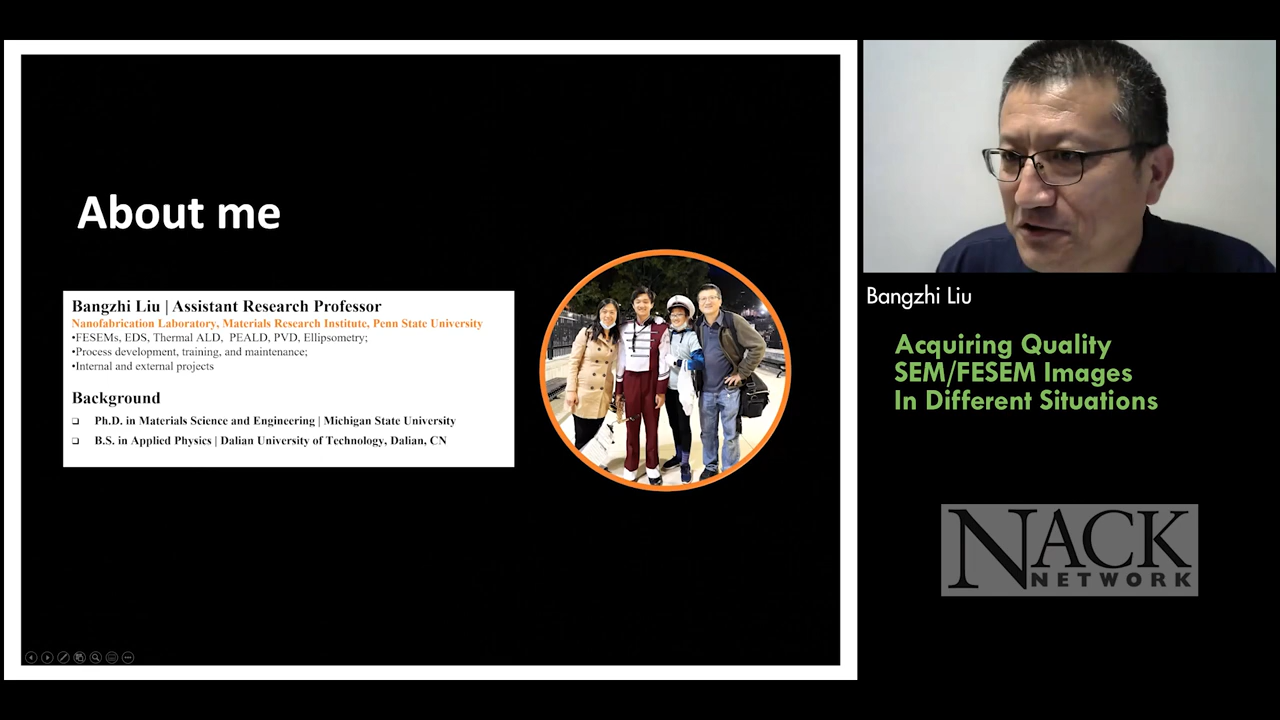 About me
Bangzhi Liu | Assistant Research Professor
Nanofabrication Laboratory, Materials Research Institute, Penn State University
•FESEMs, EDS, Thermal ALD, PEALD, PVD, Ellipsometry;
•Process development, training, and maintenance;
•Internal and external projects
Background
❑ Ph.D. in Materials Science and Engineering | Michigan State University
❑ B.S. in Applied Physics | Dalian University of Technology, Dalian, CN
Bangzhi Liu
Acquiring Quality
SEM/FESEM Images
In Different Situations
NACK
NETWORK